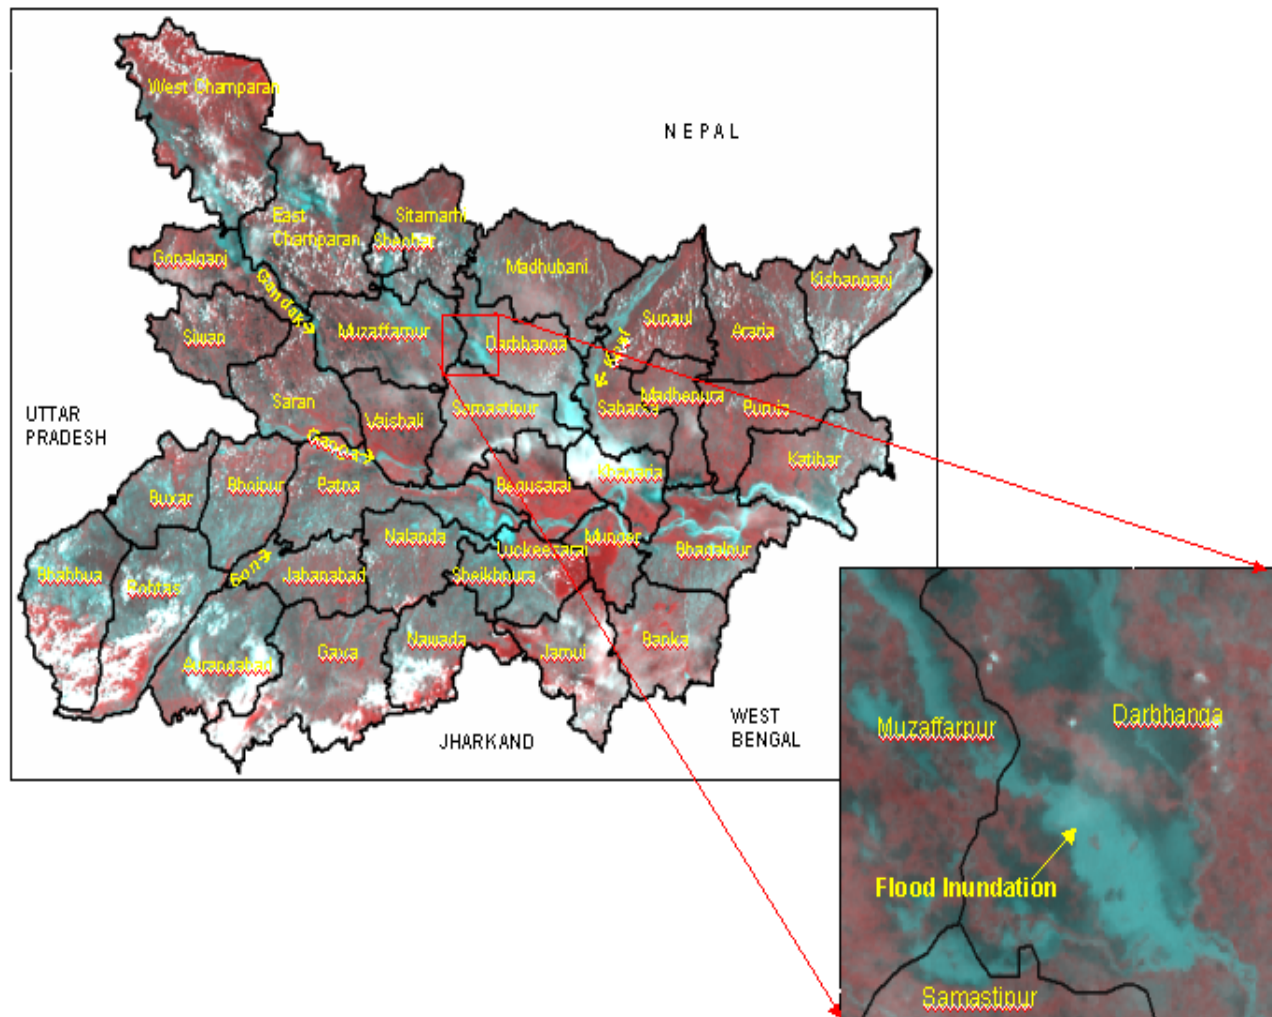 West Champaran
NEPAL
East
Champaran
Sitamarhi
Sheohar
Gopalganj
Madhubani
Kishanganj
Gandak
Siwan
Muzaffarpur
Darbhanga
Supaul
Araria
Kosi
Saran
Vaishali
Samastipur
Saharsa
Madhepura
Purnia
UTTAR
PRADESH
Ganga
Khagaria
Katihar
Buxar
Bhojpur
Patna
Begusarai
Nalanda
Luckeezarai
Munger
Bhagalpur
Bhabhua
Rohtas
Son
Jahanabad
Sheikhpura
Aurangabad
Gaya
Nawada
Jamui
Banka
JHARKAND
WEST
BENGAL
Muzaffarpur
Darbhanga
Flood Inundation
Samastipur